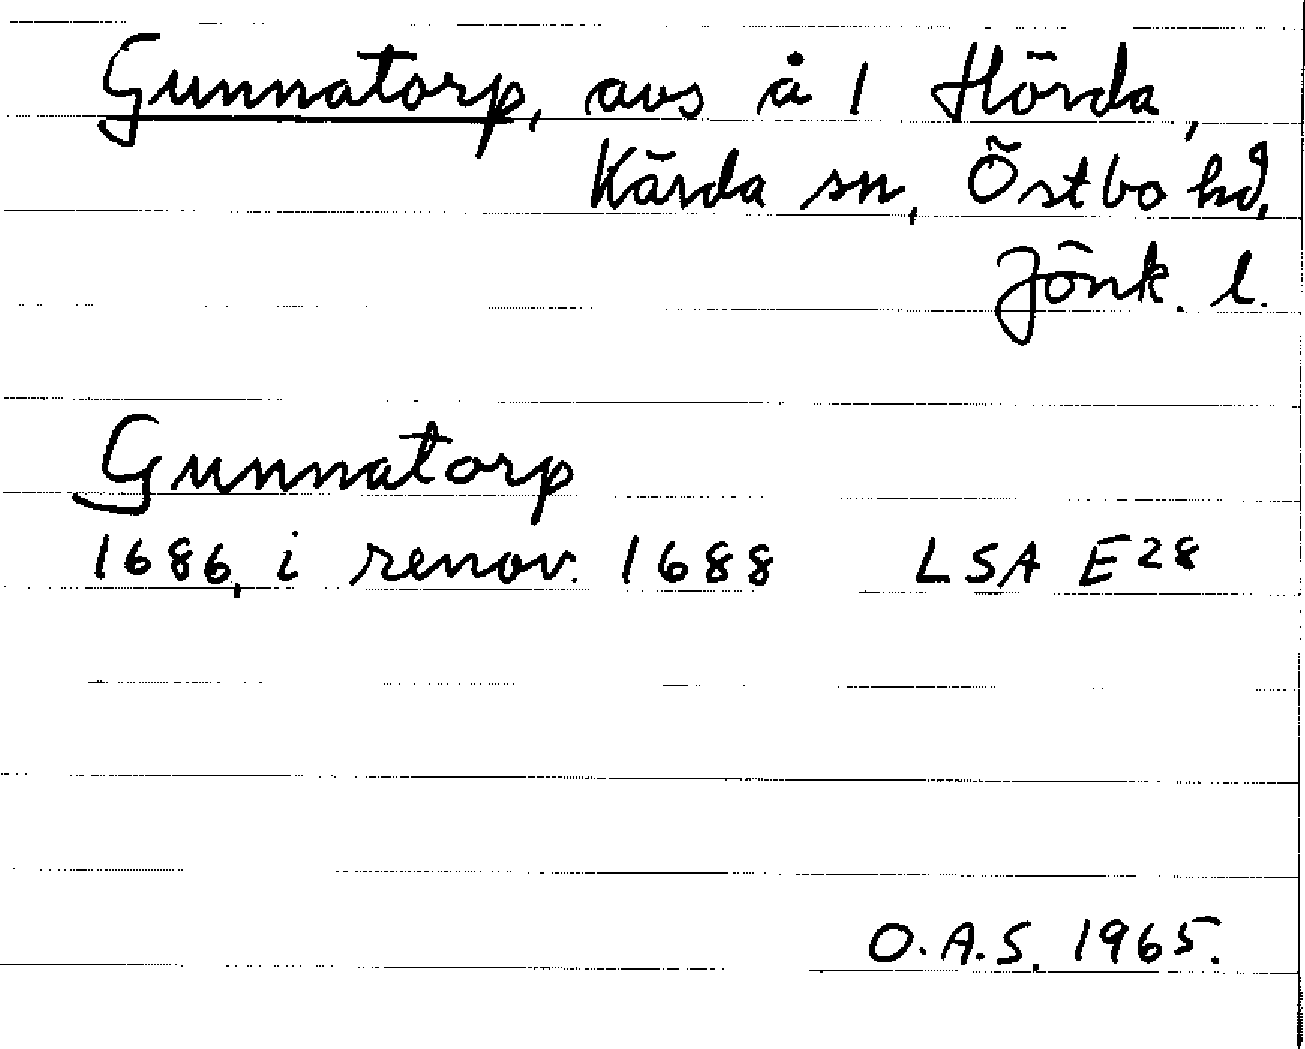 Gunnatorp, avs å 1 Hörda,
Kärda sn, Östbo hd,
Jönk. l.
Gunnatorp
1686, i renov. 1688 LSA E28
O.A.S. 1965.